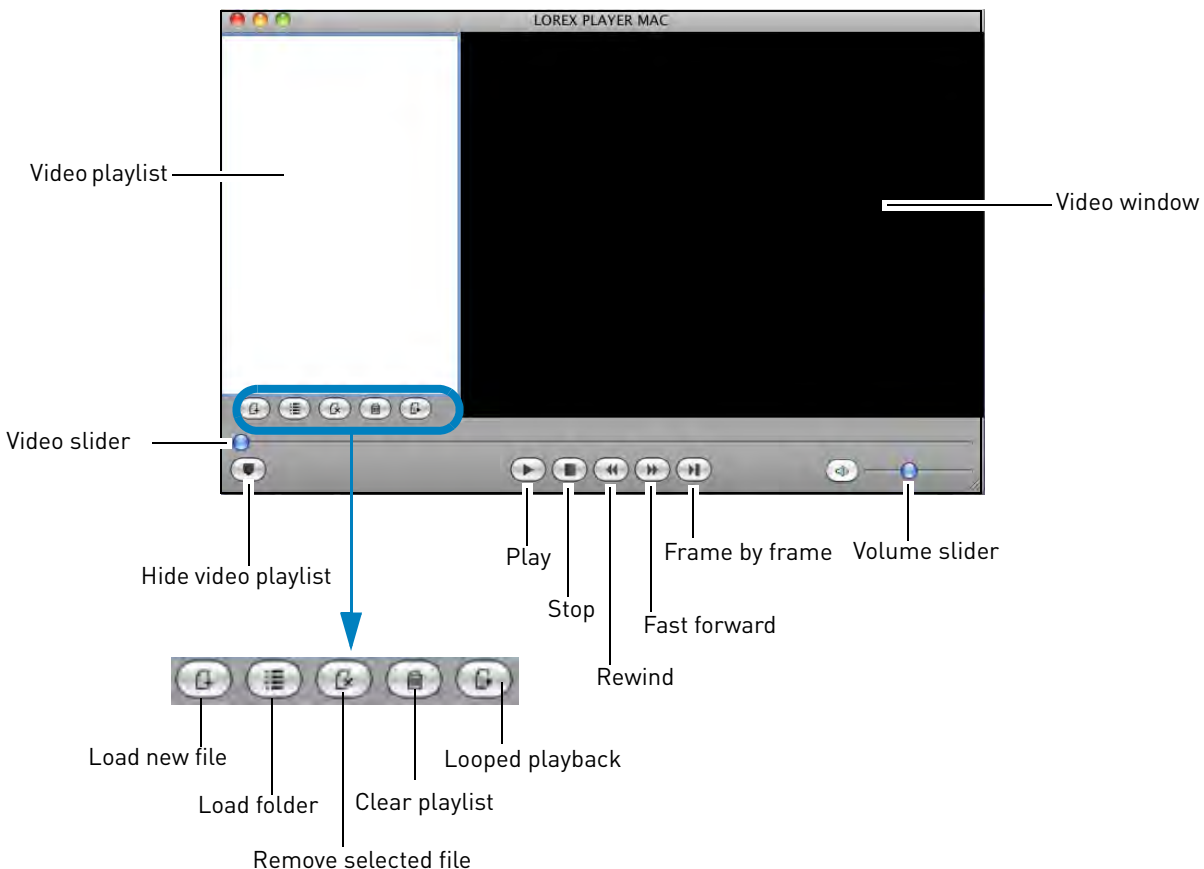 LOREX PLAYER MAC
Video playlist
Video window
Video slider
Play
Frame by frame
Volume slider
Hide video playlist
Stop
Fast forward
Rewind
Load new file
Looped playback
Load folder
Clear playlist
Remove selected file